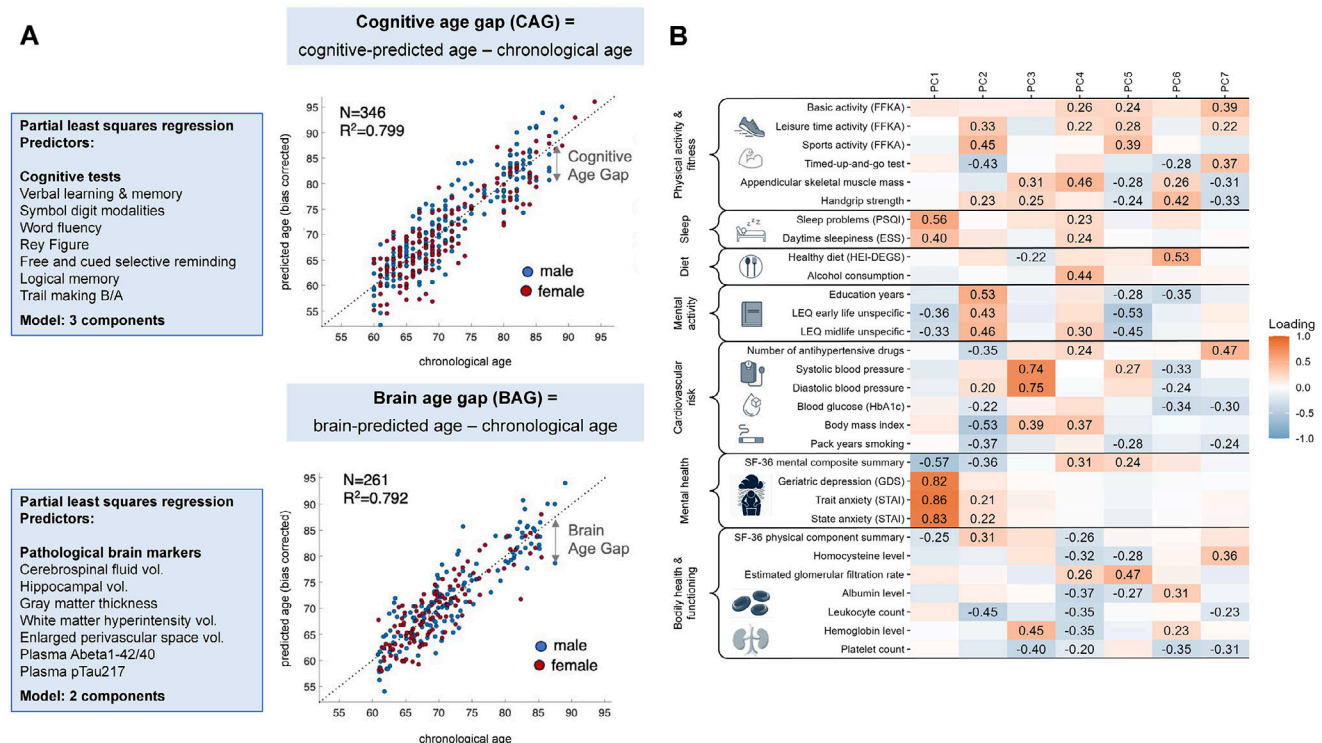 A
Cognitive age gap (CAG) =
cognitive-predicted age – chronological age
Partial least squares regression
Predictors:
Cognitive tests
Verbal learning & memory
Symbol digit modalities
Word fluency
Rey Figure
Free and cued selective reminding
Logical memory
Trail making B/A
Model: 3 components
predicted age (bias corrected)
95
90
85
80
75
70
65
60
55
N=346
R²=0.799
Cognitive
Age Gap
male
female
55 60 65 70 75 80 85 90 95
chronological age
Brain age gap (BAG) =
brain-predicted age – chronological age
Partial least squares regression
Predictors:
Pathological brain markers
Cerebrospinal fluid vol.
Hippocampal vol.
Gray matter thickness
White matter hyperintensity vol.
Enlarged perivascular space vol.
Plasma Abeta1-42/40
Plasma pTau217
Model: 2 components
predicted age (bias corrected)
95
90
85
80
75
70
65
60
55
N=261
R²=0.792
Brain
Age Gap
male
female
55 60 65 70 75 80 85 90 95
chronological age
B
PC1 PC2 PC3 PC4 PC5 PC6 PC7
Physical activity &
fitness
Basic activity (FFKA) 0.26 0.24 0.39
Leisure time activity (FFKA) 0.33 0.22 0.28 0.22
Sports activity (FFKA) 0.45 0.39
Timed-up-and-go test -0.43 -0.28 0.37
Appendicular skeletal muscle mass 0.31 0.46 -0.28 0.26 -0.31
Handgrip strength 0.23 0.25 -0.24 0.42 -0.33
Sleep
Sleep problems (PSQI) 0.56 0.23
Daytime sleepiness (ESS) 0.40 0.24
Diet
Healthy diet (HEI-DEGS) -0.22 0.53
Alcohol consumption 0.44
Mental
activity
Education years 0.53 -0.28 -0.35
LEQ early life unspecific -0.36 0.43 -0.53
LEQ midlife unspecific -0.33 0.46 0.30 -0.45
Cardiovascular
risk
Number of antihypertensive drugs -0.35 0.24 0.47
Systolic blood pressure 0.74 0.27 -0.33
Diastolic blood pressure 0.20 0.75 -0.24
Blood glucose (HbA1c) -0.22 -0.34 -0.30
Body mass index -0.53 0.39 0.37
Pack years smoking -0.37 -0.28 -0.24
Mental health
SF-36 mental composite summary -0.57 -0.36 0.31 0.24
Geriatric depression (GDS) 0.82
Trait anxiety (STAI) 0.86 0.21
State anxiety (STAI) 0.83 0.22
Bodily health &
functioning
SF-36 physical component summary -0.25 0.31 -0.26
Homocysteine level -0.32 -0.28 0.36
Estimated glomerular filtration rate 0.26 0.47
Albumin level -0.37 -0.27 0.31
Leukocyte count -0.45 -0.35 -0.23
Hemoglobin level 0.45 -0.35 0.23
Platelet count -0.40 -0.20 -0.35 -0.31
Loading
1.0
0.5
0.0
-0.5
-1.0